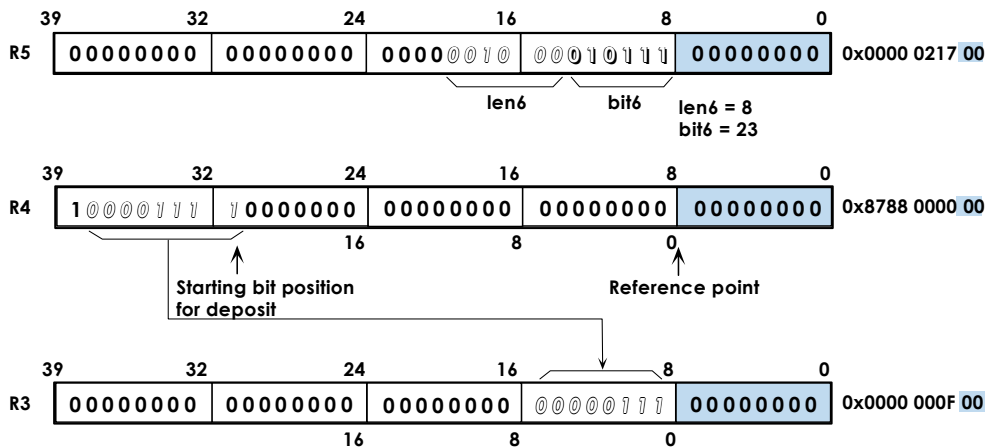 39 32 24 16 8 0
R5 00000000 00000000 00000010 00010111 00000000 0x0000 0217 00
len6 bit6 len6 = 8
bit6 = 23
39 32 24 16 8 0
R4 10000111 10000000 00000000 00000000 00000000 0x8788 0000 00
16 8 0
Starting bit position Reference point
for deposit
39 32 24 16 8 0
R3 00000000 00000000 00000000 00000111 00000000 0x0000 000F 00
16 8 0